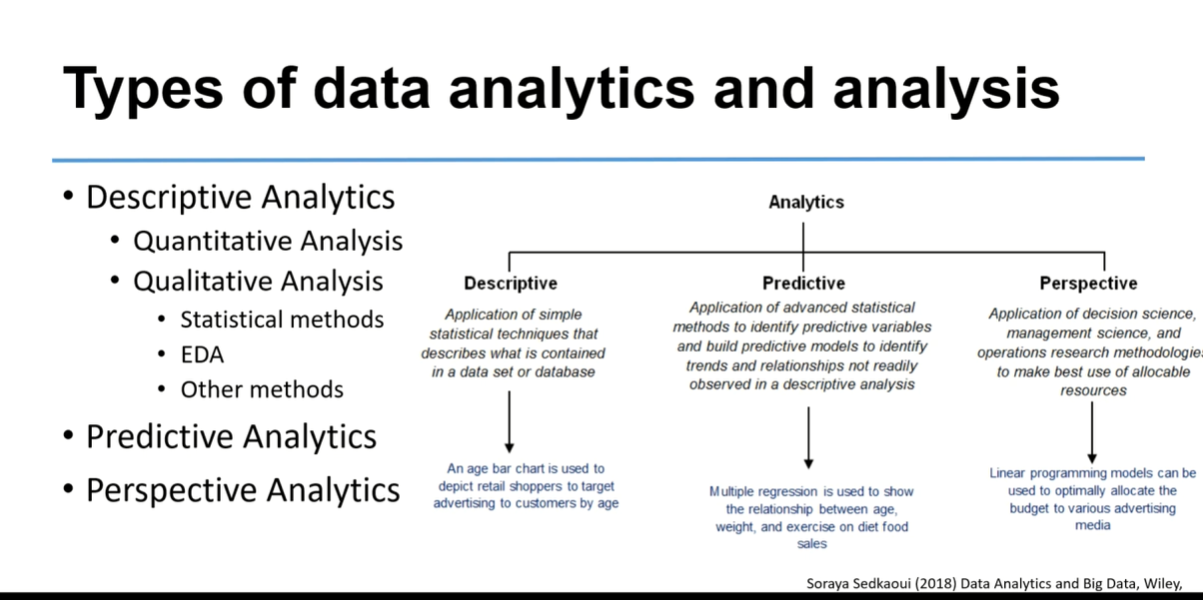 Types of data analytics and analysis
• Descriptive Analytics
• Quantitative Analysis
• Qualitative Analysis
• Statistical methods
• EDA
• Other methods
• Predictive Analytics
• Perspective Analytics
Analytics
Descriptive
Application of simple
statistical techniques that
describes what is contained
in a data set or database
An age bar chart is used to
depict retail shoppers to target
advertising to customers by age
Predictive
Application of advanced statistical
methods to identify predictive variables
and build predictive models to identify
trends and relationships not readily
observed in a descriptive analysis
Multiple regression is used to show
the relationship between age,
weight, and exercise on diet food
sales
Perspective
Application of decision science,
management science, and
operations research methodologie
to make best use of allocable
resources
Linear programming models can be
used to optimally allocate the
budget to various advertising
media
Soraya Sedkaoui (2018) Data Analytics and Big Data, Wiley,